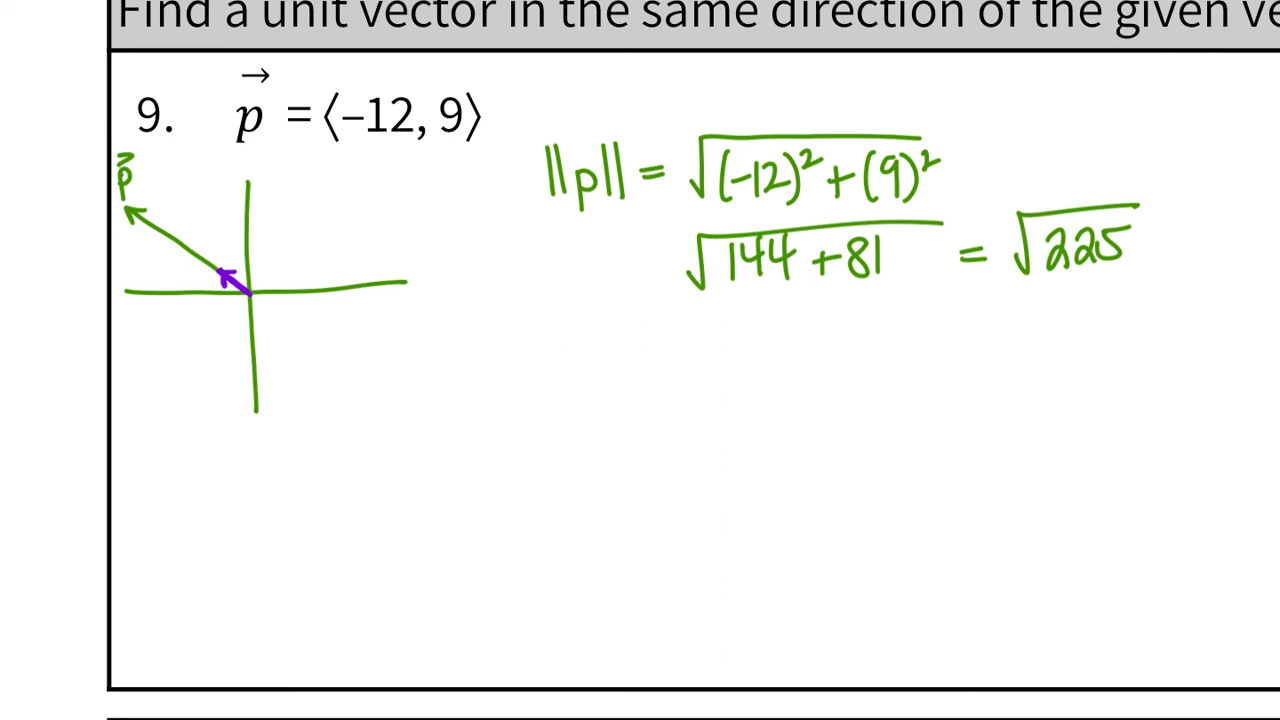 Find a unit vector in the same direction of the given ve
9. p⃗ = ⟨–12, 9⟩
||p|| = √(-12)² + (9)²
p⃗
√144 + 81 = √225